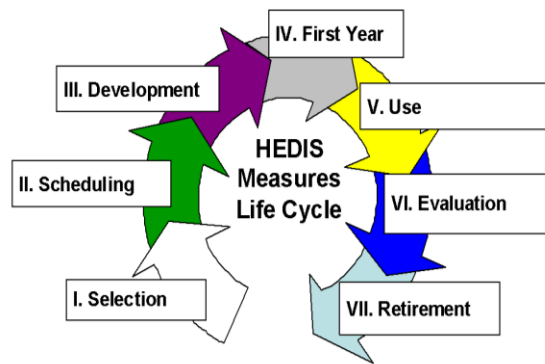 HEDIS
Measures
Life Cycle
I. Selection
II. Scheduling
III. Development
IV. First Year
V. Use
VI. Evaluation
VII. Retirement